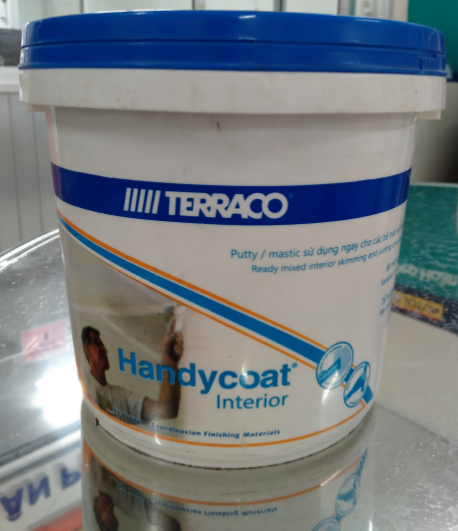 TERRACO
Putty / mastic sử dụng ngay cho các bề
Ready mixed interior skimming and
Handycoat®
Interior
Scandinavian Finishing Materials
ÂN P